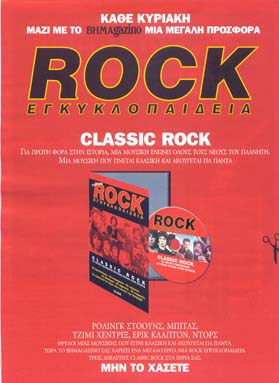 ΚΑΘΕ ΚΥΡΙΑΚΗ
ΜΑΖΙ ΜΕ ΤΟ BHMAgazino ΜΙΑ ΜΕΓΑΛΗ ΠΡΟΣΦΟΡΑ
ROCK
ΕΓΚΥΚΛΟΠΑΙΔΕΙΑ
CLASSIC ROCK
ΓΙΑ ΠΡΩΤΗ ΦΟΡΑ ΣΤΗΝ ΙΣΤΟΡΙΑ, ΜΙΑ ΜΟΥΣΙΚΗ ΕΝΩΝΕΙ ΟΛΟΥΣ ΤΟΥΣ ΝΕΟΥΣ ΤΟΥ ΠΛΑΝΗΤΗ.
ΜΙΑ ΜΟΥΣΙΚΗ ΠΟΥ ΓΙΝΕΤΑΙ ΚΛΑΣΙΚΗ ΚΑΙ ΑΚΟΥΓΕΤΑΙ ΓΙΑ ΠΑΝΤΑ
ROCK
ΕΓΚΥΚΛΟΠΑΙΔΕΙΑ
CLASSIC ROCK
ROCK
CLASSIC ROCK
ΡΟΛΙΝΓΚ ΣΤΟΟΥΝΣ, ΜΠΙΤΛΣ,
ΤΖΙΜΙ ΧΕΝΤΡΙΞ, ΕΡΙΚ ΚΛΑΠΤΟΝ, ΝΤΟΡΣ
ΘΡΥΛΟΙ ΜΙΑΣ ΜΟΥΣΙΚΗΣ ΠΟΥ ΕΓΙΝΕ ΚΛΑΣΙΚΗ ΚΑΙ ΑΚΟΥΓΕΤΑΙ ΓΙΑ ΠΑΝΤΑ.
ΤΩΡΑ ΤΟ BHMAGAZINO ΣΑΣ ΧΑΡΙΖΕΙ ΕΝΑ ΜΕΓΑΛΟ ΕΡΓΟ, ΜΙΑ ROCK ΕΓΚΥΚΛΟΠΑΙΔΕΙΑ.
ΤΡΕΙΣ ΔΕΚΑΕΤΙΕΣ CLASSIC ROCK ΣΤΑ ΧΕΡΙΑ ΣΑΣ.
ΜΗΝ ΤΟ ΧΑΣΕΤΕ